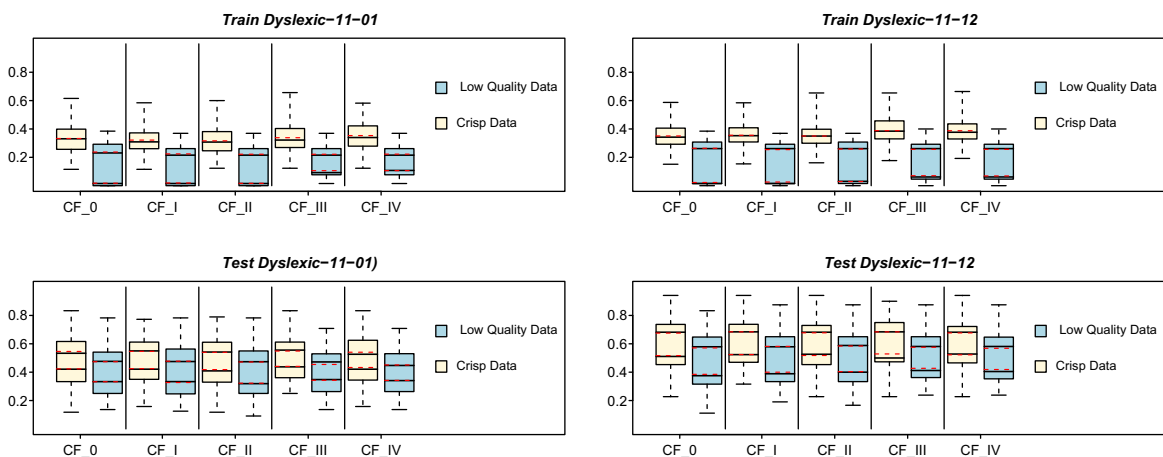 Train Dyslexic−11−01
0.8
0.6
0.4
0.2
Low Quality Data
Crisp Data
CF_0 CF_I CF_II CF_III CF_IV
Train Dyslexic−11−12
0.8
0.6
0.4
0.2
Low Quality Data
Crisp Data
CF_0 CF_I CF_II CF_III CF_IV
Test Dyslexic−11−01)
0.8
0.6
0.4
0.2
Low Quality Data
Crisp Data
CF_0 CF_I CF_II CF_III CF_IV
Test Dyslexic−11−12
0.8
0.6
0.4
0.2
Low Quality Data
Crisp Data
CF_0 CF_I CF_II CF_III CF_IV